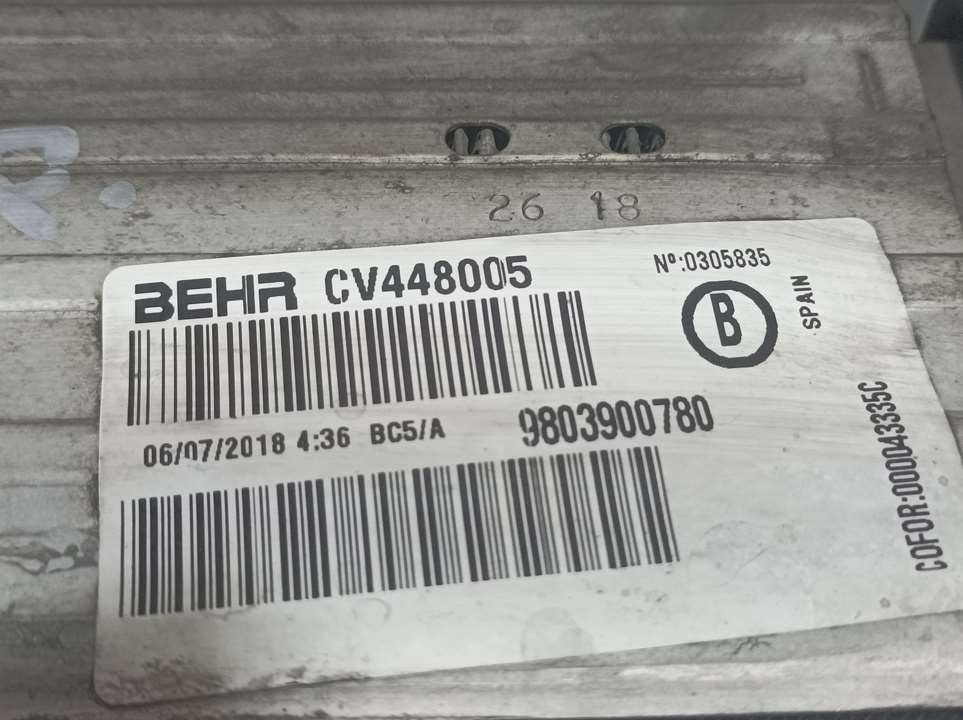 R.
26 18
BEHR CV448005
Nº:0305835
B
SPAIN
06/07/2018 4:36 BC5/A
9803900780
COFOR:000043335C